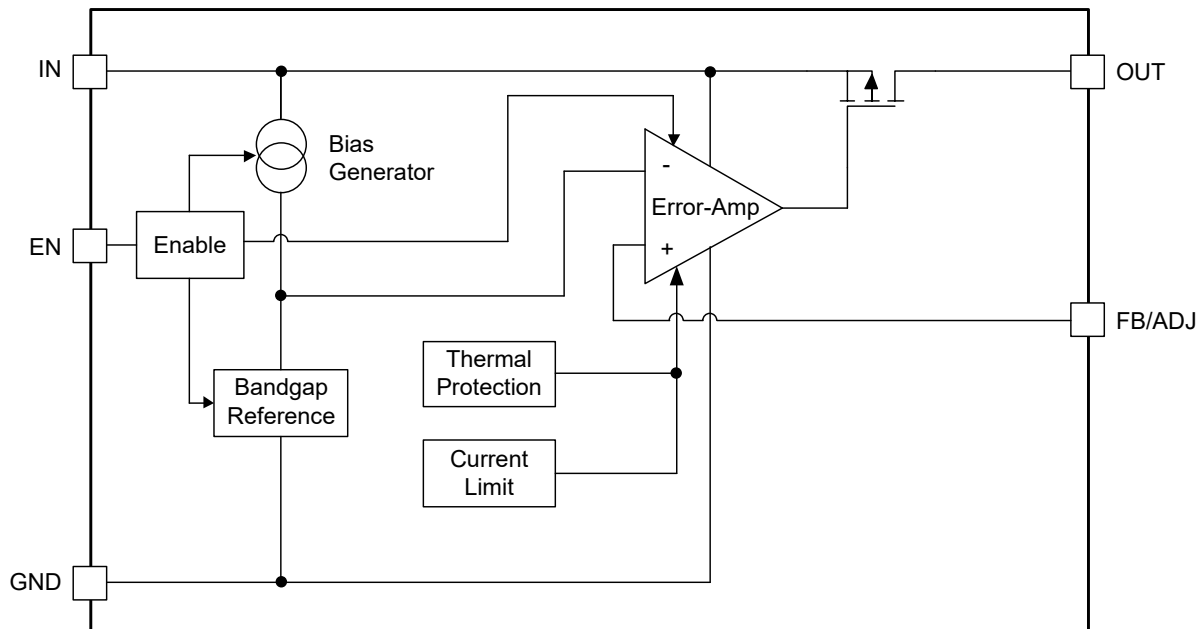 IN
OUT
Bias
Generator
-
Error-Amp
+
EN
Enable
FB/ADJ
Thermal
Protection
Bandgap
Reference
Current
Limit
GND